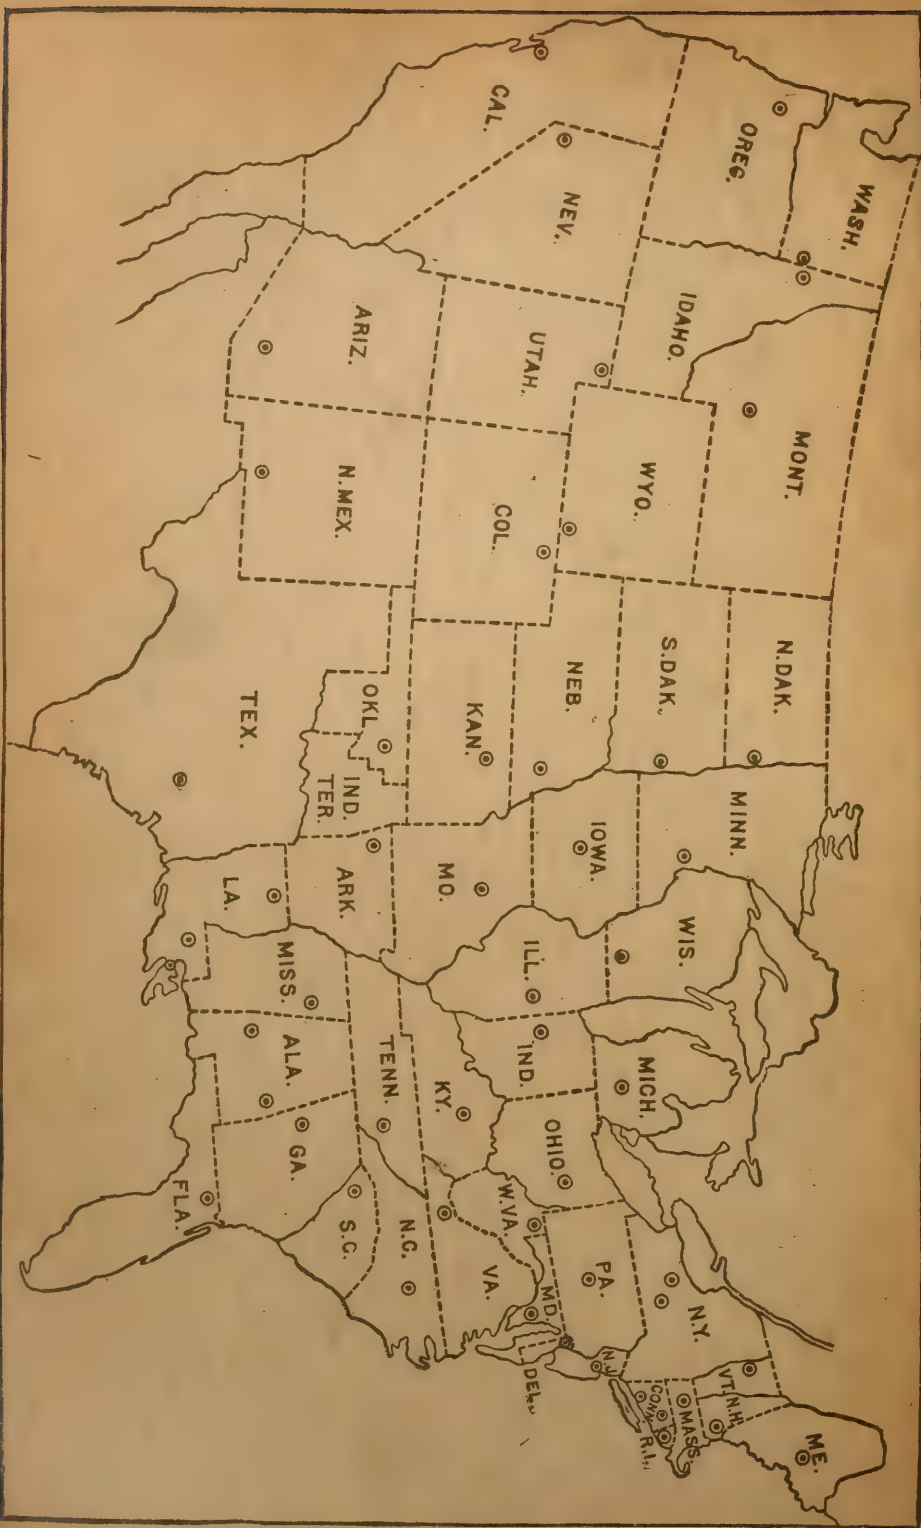 WASH.
OREG.
CAL.
NEV.
IDAHO.
MONT.
WYO.
UTAH.
ARIZ.
COL.
N.MEX.
N.DAK.
S.DAK.
NEB.
KAN.
OKL.
IND.
TER.
TEX.
MINN.
IOWA.
MO.
ARK.
LA.
WIS.
ILL.
MISS.
MICH.
IND.
KY.
TENN.
ALA.
OHIO.
GA.
FLA.
W.VA.
VA.
N.C.
S.C.
PA.
MD.
DEL.
N.J.
N.Y.
VT.
N.H.
MASS.
CONN.
R.I.
ME.